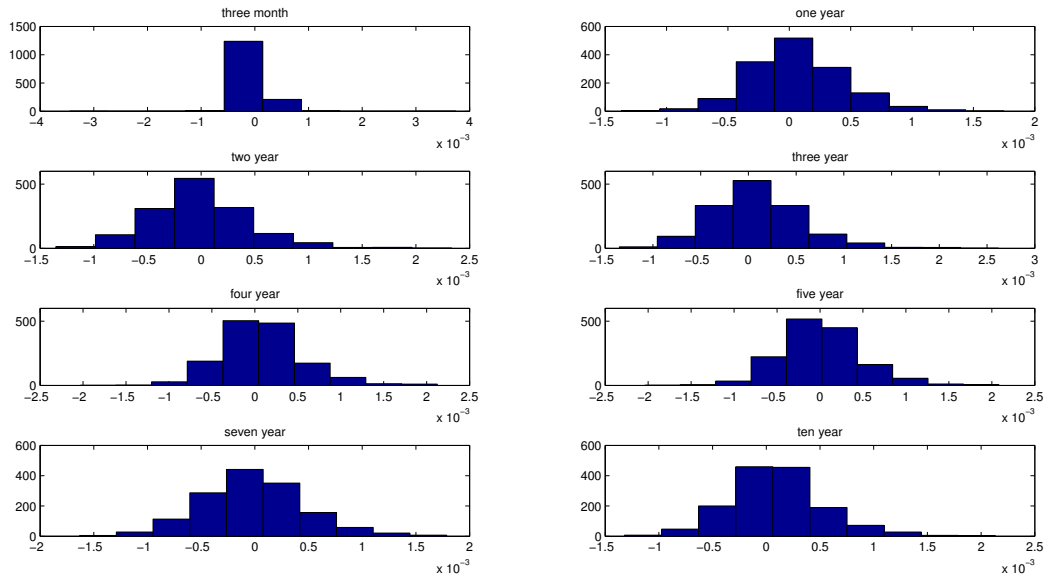 three month
1500
1000
500
0
−4 −3 −2 −1 0 1 2 3 4
x 10−3
one year
600
400
200
0
−1.5 −1 −0.5 0 0.5 1 1.5 2
x 10−3
two year
500
0
−1.5 −1 −0.5 0 0.5 1 1.5 2 2.5
x 10−3
three year
500
0
−1.5 −1 −0.5 0 0.5 1 1.5 2 2.5 3
x 10−3
four year
500
0
−2.5 −2 −1.5 −1 −0.5 0 0.5 1 1.5 2 2.5
x 10−3
five year
500
0
−2.5 −2 −1.5 −1 −0.5 0 0.5 1 1.5 2 2.5
x 10−3
seven year
600
400
200
0
−2 −1.5 −1 −0.5 0 0.5 1 1.5 2
x 10−3
ten year
600
400
200
0
−1.5 −1 −0.5 0 0.5 1 1.5 2 2.5
x 10−3